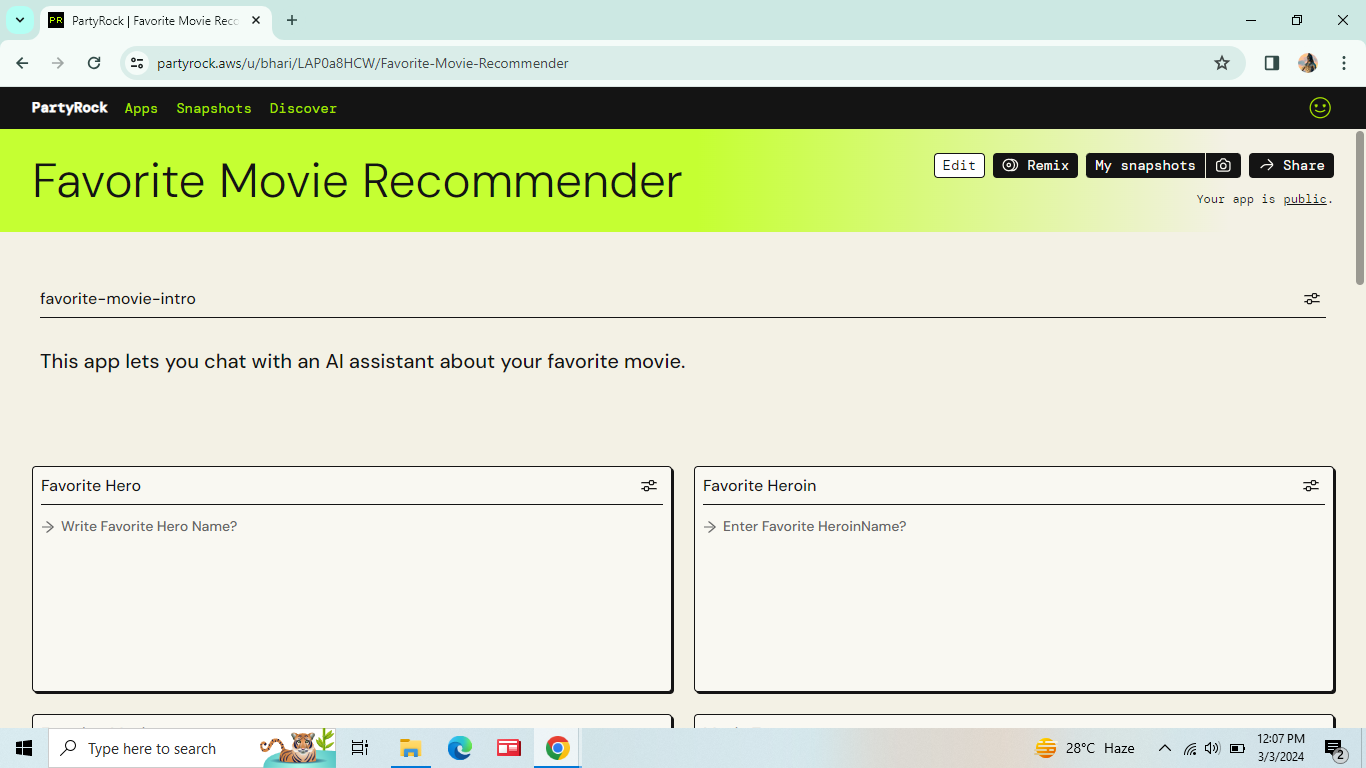 PR PartyRock | Favorite Movie Reco
partyrock.aws/u/bhari/LAP0a8HCW/Favorite-Movie-Recommender
PartyRock Apps Snapshots Discover
Favorite Movie Recommender
Edit Remix My snapshots Share
Your app is public.
favorite-movie-intro
This app lets you chat with an AI assistant about your favorite movie.
Favorite Hero
Write Favorite Hero Name?
Favorite Heroin
Enter Favorite HeroinName?
Type here to search
28°C Haze
12:07 PM
3/3/2024
2